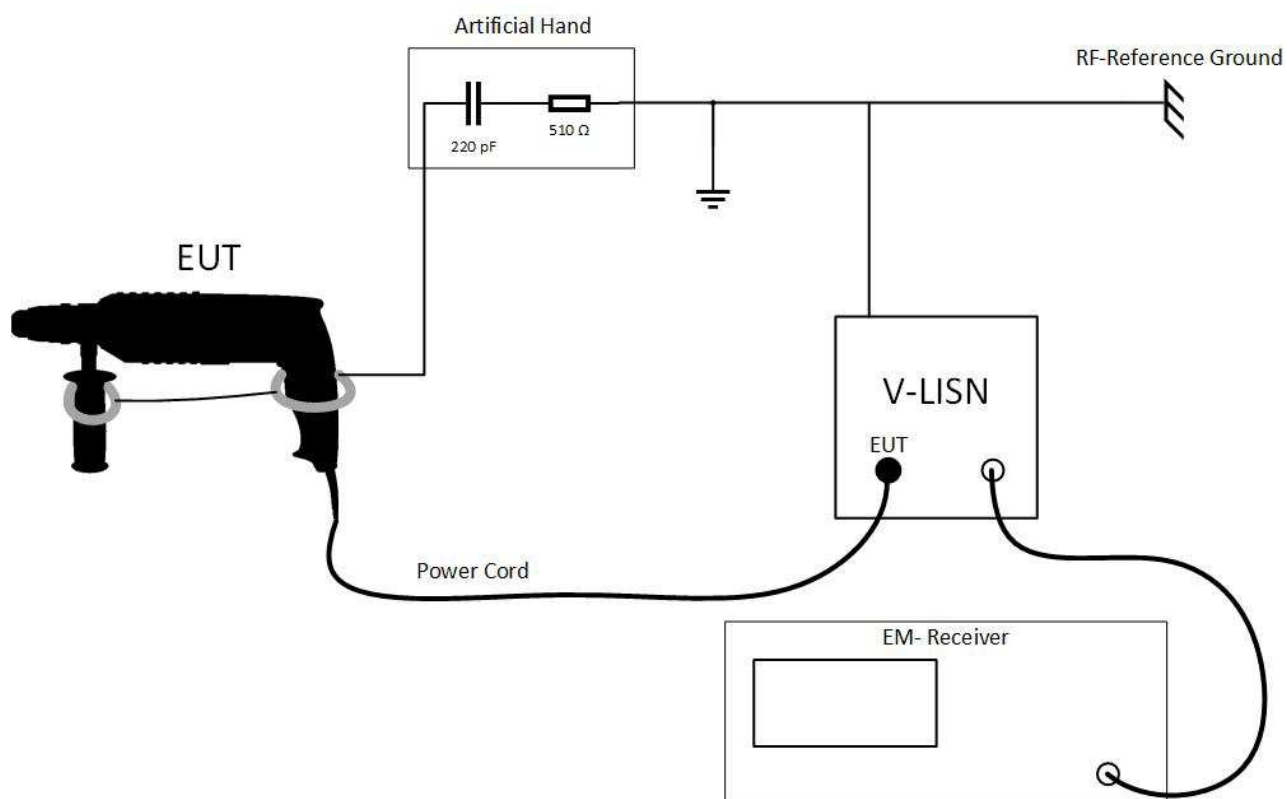 Artificial Hand
RF-Reference Ground
220 pF
510 Ω
EUT
V-LISN
EUT
Power Cord
EM- Receiver